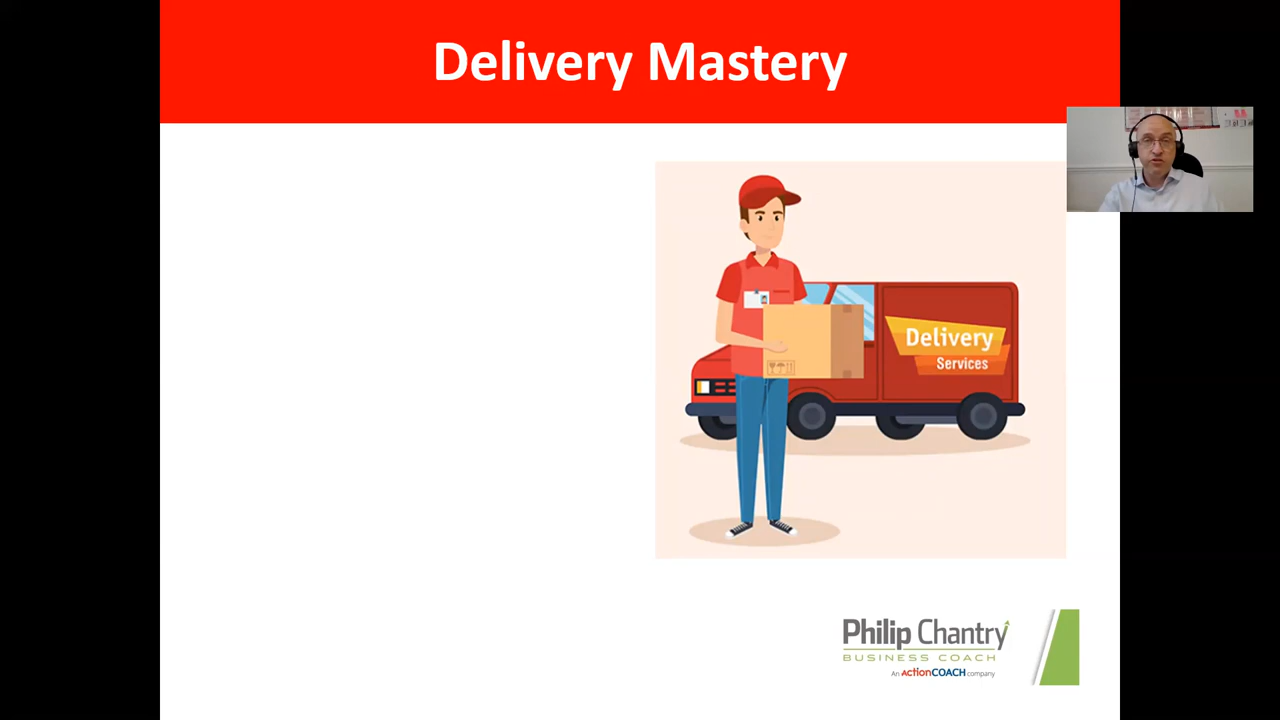 Delivery Mastery
Delivery
Services
Philip Chantry
BUSINESS COACH
An ActionCOACH company